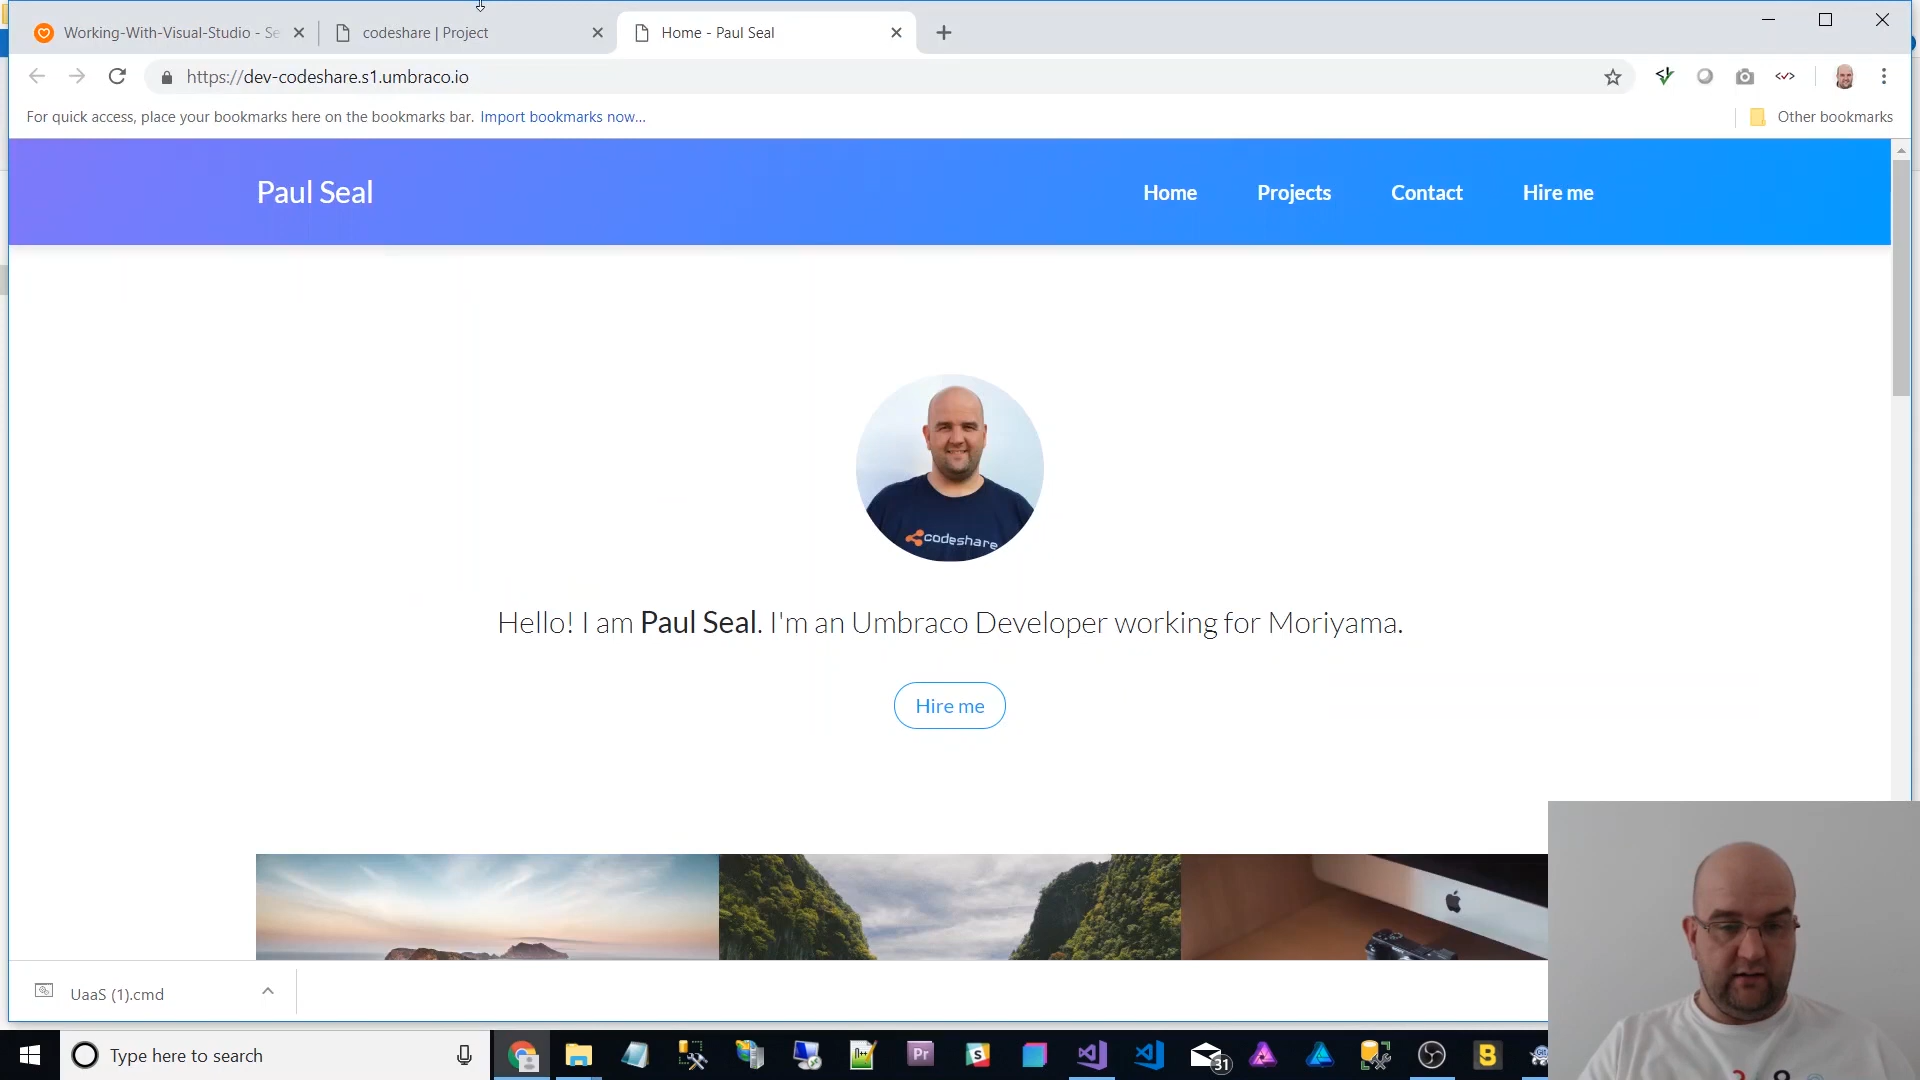 Working-With-Visual-Studio - Se
codeshare | Project
Home - Paul Seal
https://dev-codeshare.s1.umbraco.io
For quick access, place your bookmarks here on the bookmarks bar. Import bookmarks now...
Other bookmarks
Paul Seal
Home
Projects
Contact
Hire me
codeshare
Hello! I am Paul Seal. I'm an Umbraco Developer working for Moriyama.
Hire me
UaaS (1).cmd
Type here to search
Pr
S
31
B